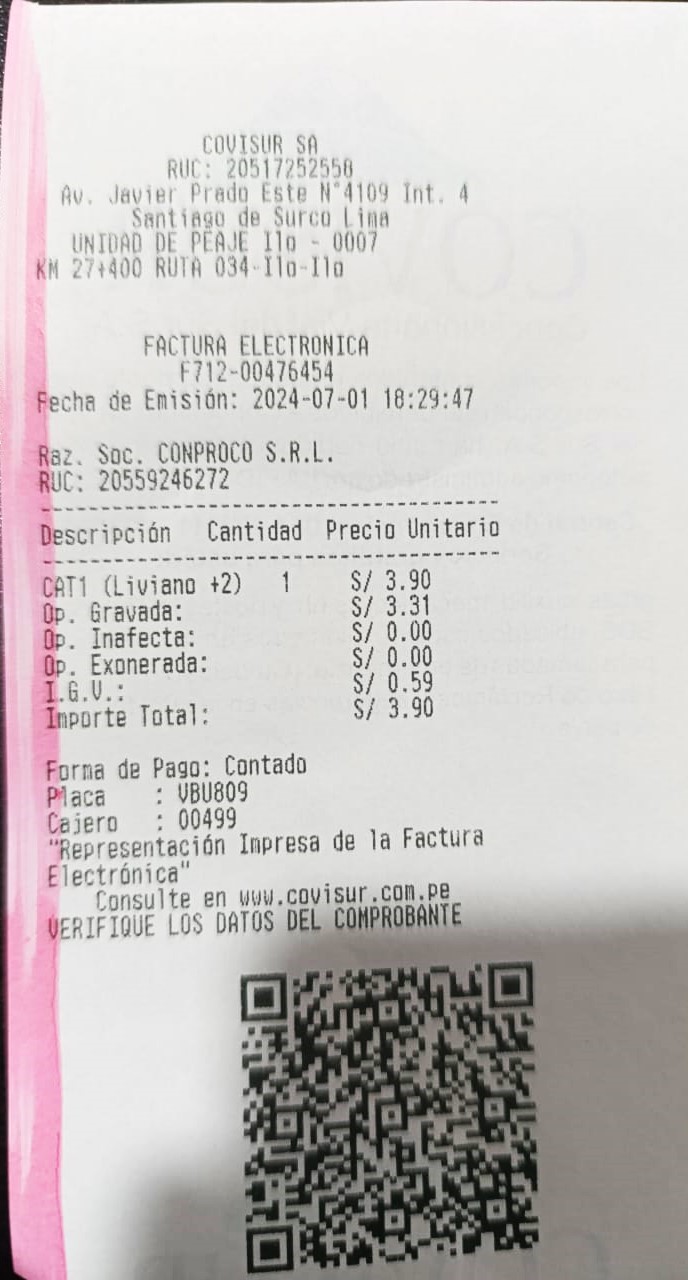 COVISUR SA
RUC: 20517252558
Av. Javier Prado Este N°4109 Int. 4
Santiago de Surco Lima
UNIDAD DE PEAJE Ilo - 0007
KM 27+400 RUTA 034-Ilo-Ilo
FACTURA ELECTRONICA
F712-00476454
Fecha de Emisión: 2024-07-01 18:29:47
Raz. Soc. CONPROCO S.R.L.
RUC: 20559246272
Descripción Cantidad Precio Unitario
CAT1 (Liviano +2) 1 S/ 3.90
Op. Gravada: S/ 3.31
Op. Inafecta: S/ 0.00
Op. Exonerada: S/ 0.00
I.G.V.: S/ 0.59
Importe Total: S/ 3.90
Forma de Pago: Contado
Placa : VBU809
Cajero : 00499
"Representación Impresa de la Factura
Electrónica"
Consulte en www.covisur.com.pe
VERIFIQUE LOS DATOS DEL COMPROBANTE